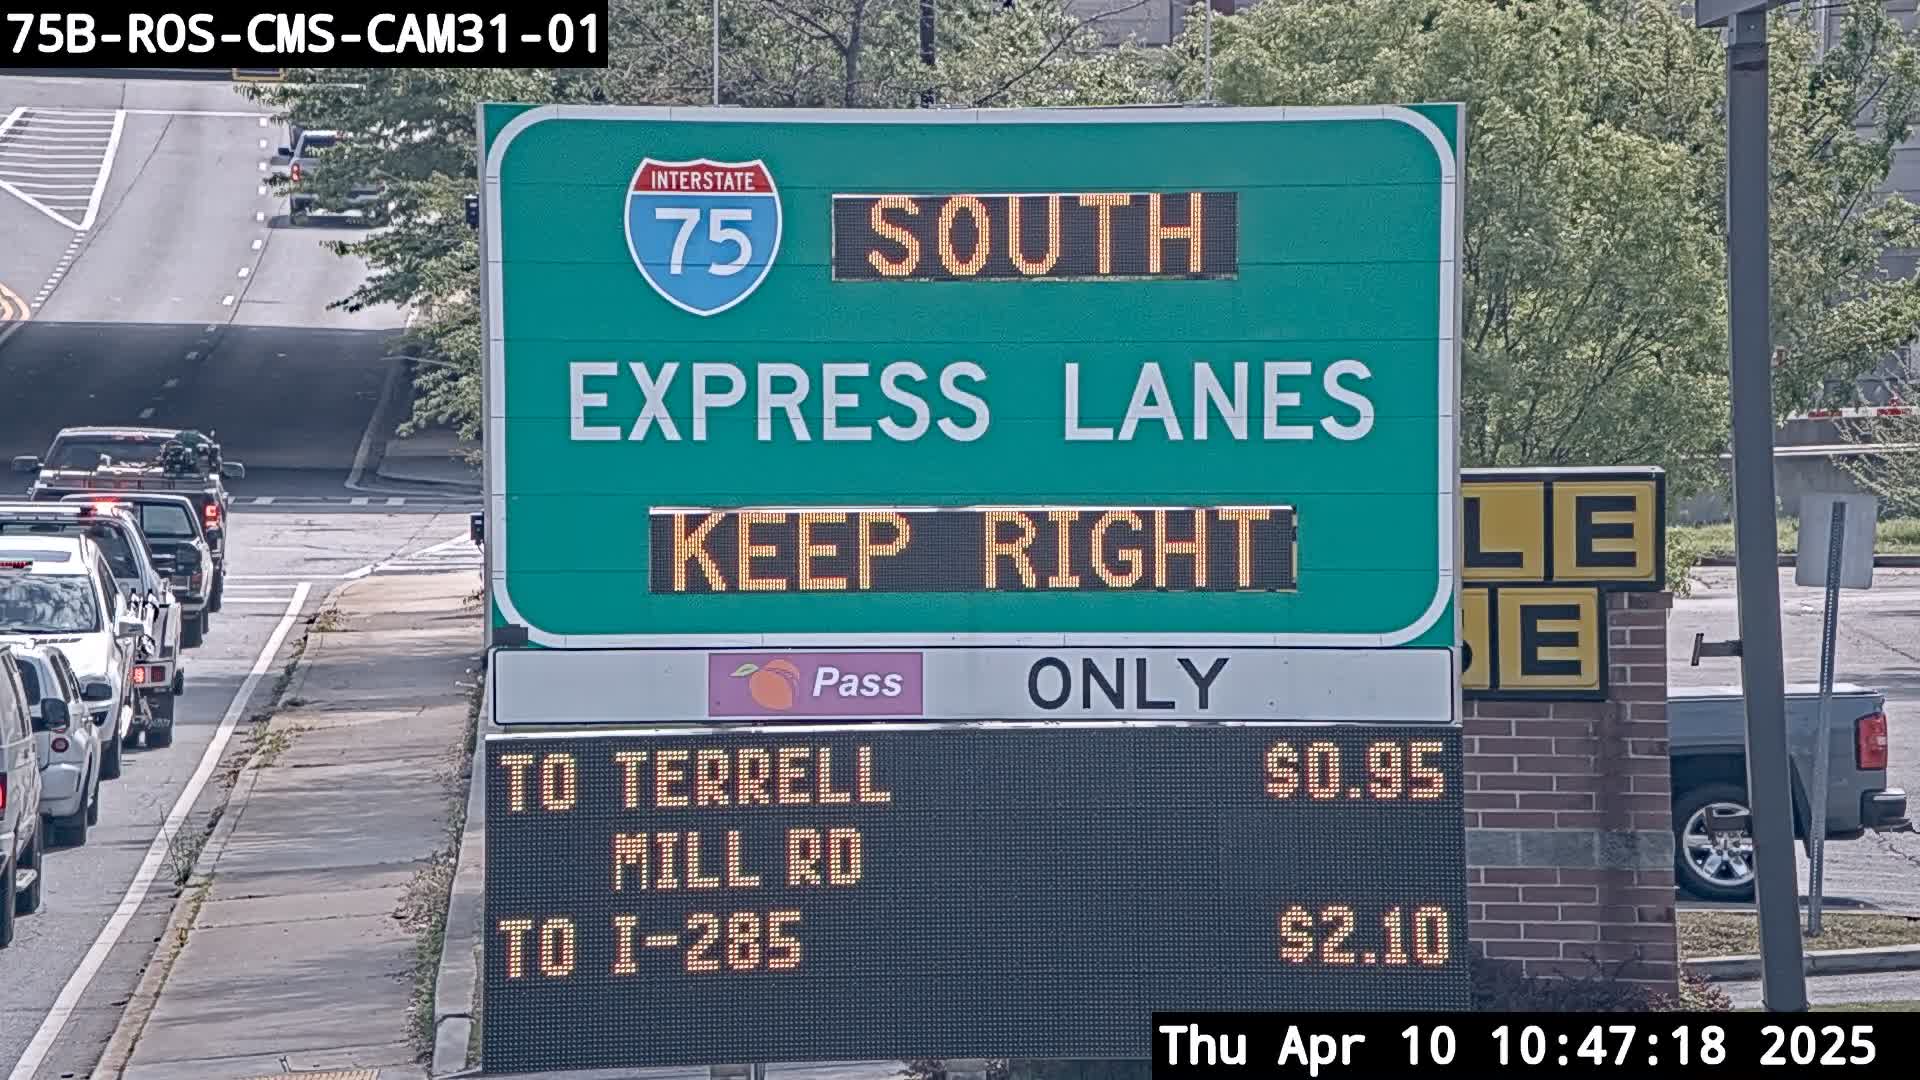 75B-ROS-CMS-CAM31-01
INTERSTATE
75
SOUTH
EXPRESS LANES
KEEP RIGHT
Pass ONLY
TO TERRELL $0.95
MILL RD
TO I-285 $2.10
LE
E
Thu Apr 10 10:47:18 2025